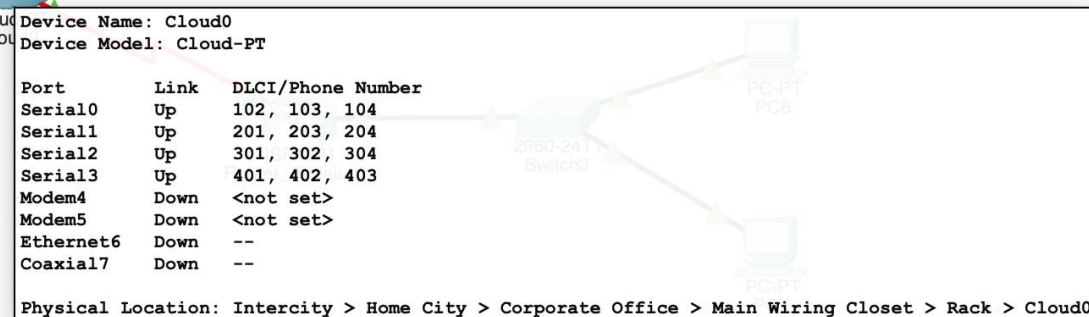 Device Name: Cloud0
Device Model: Cloud-PT
Port Link DLCI/Phone Number
Serial0 Up 102, 103, 104
Serial1 Up 201, 203, 204
Serial2 Up 301, 302, 304
Serial3 Up 401, 402, 403
Modem4 Down <not set>
Modem5 Down <not set>
Ethernet6 Down --
Coaxial7 Down --
Physical Location: Intercity > Home City > Corporate Office > Main Wiring Closet > Rack > Cloud0
PC-PT
PC6
2960-24TT
Switch3
PC-PT